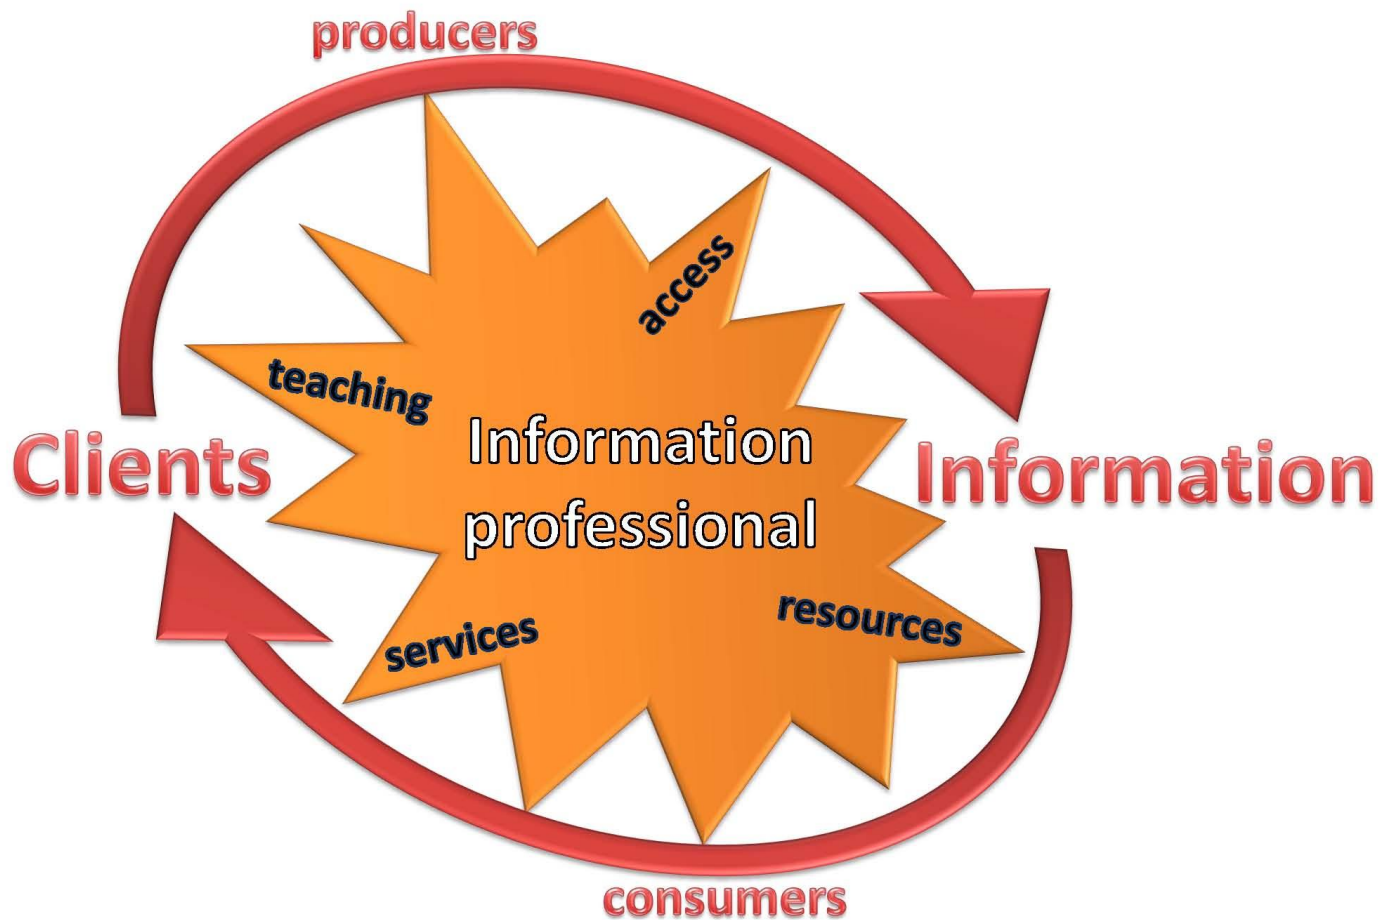 producers
access
teaching
Clients
Information
professional
Information
services
resources
consumers